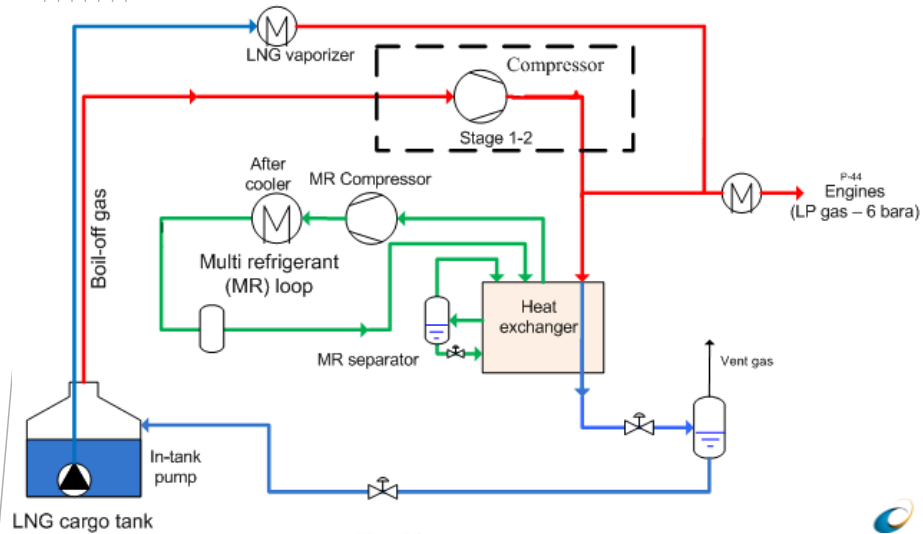 LNG vaporizer
Compressor
Stage 1-2
P-44
Engines
(LP gas – 6 bara)
After
cooler
MR Compressor
Boil-off gas
Multi refrigerant
(MR) loop
Heat
exchanger
MR separator
Vent gas
In-tank
pump
LNG cargo tank